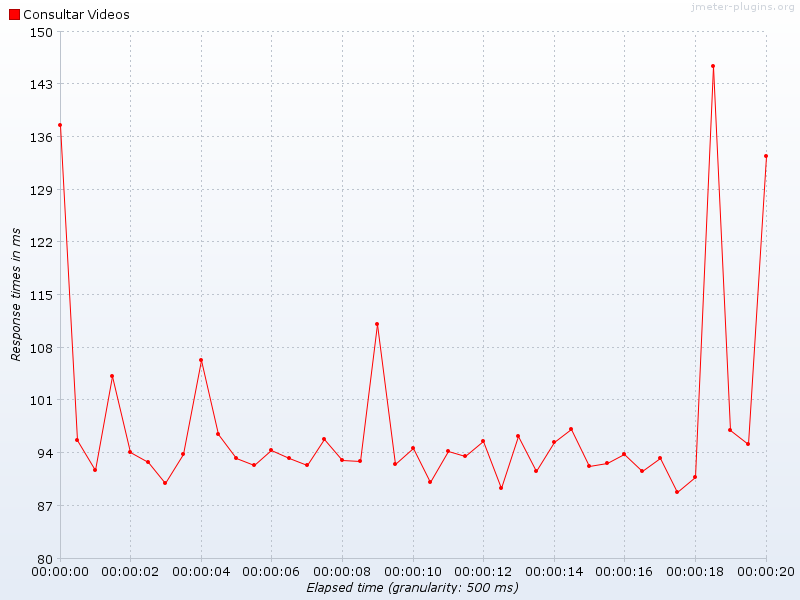 jmeter-plugins.org
Consultar Videos
150
143
136
129
122
115
108
101
94
87
80
Response times in ms
00:00:00 00:00:02 00:00:04 00:00:06 00:00:08 00:00:10 00:00:12 00:00:14 00:00:16 00:00:18 00:00:20
Elapsed time (granularity: 500 ms)